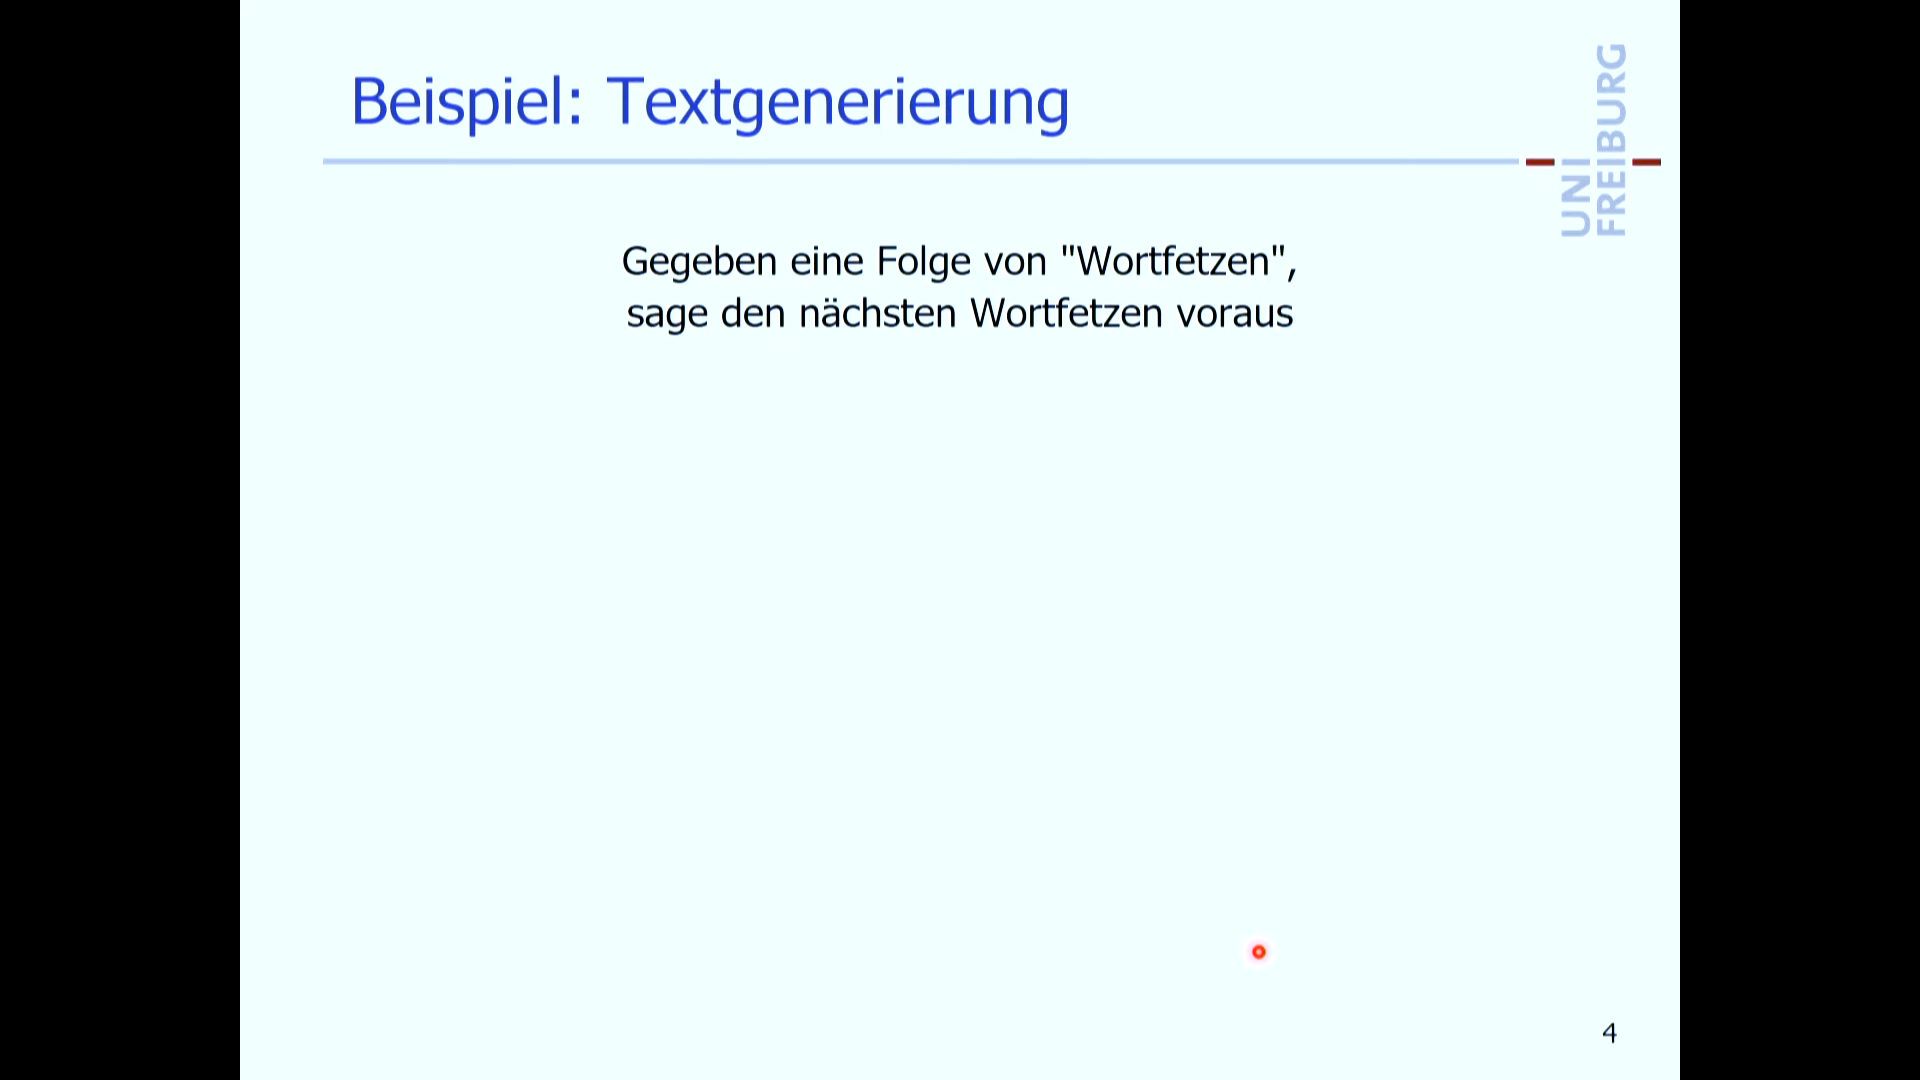 Beispiel: Textgenerierung
UNI
FREIBURG
Gegeben eine Folge von "Wortfetzen",
sage den nächsten Wortfetzen voraus
4